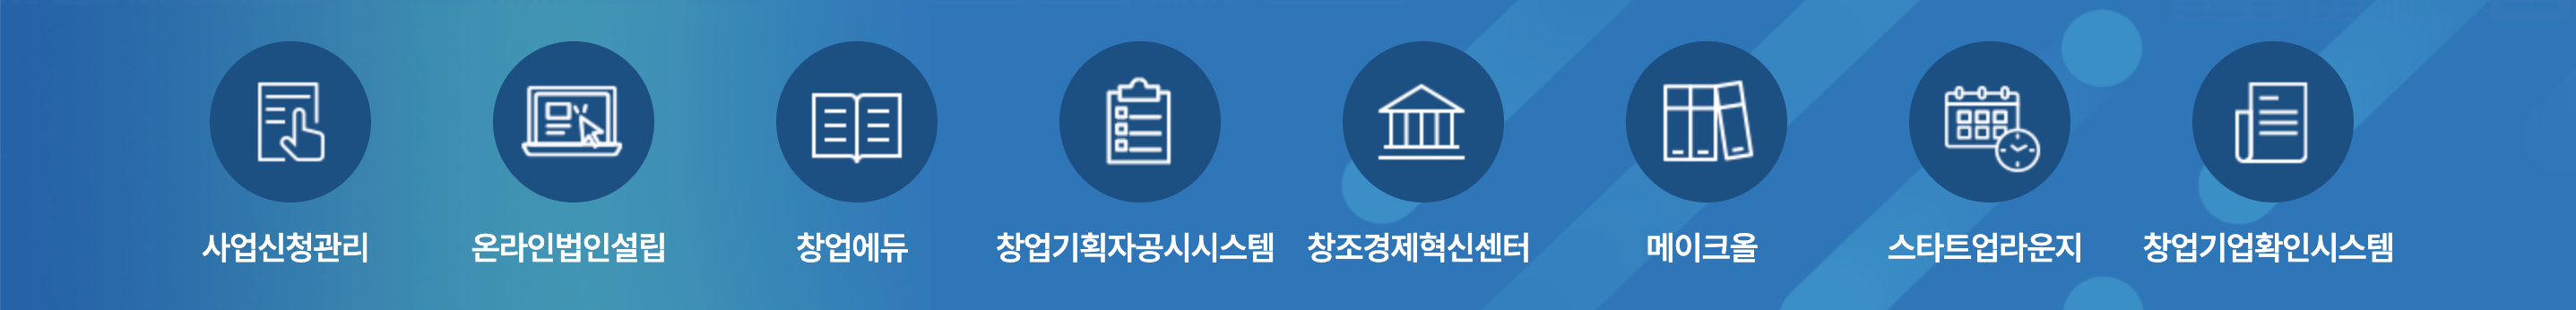 사업신청관리
온라인법인설립
창업에듀
창업기획자공시시스템
창조경제혁신센터
메이크올
스타트업라운지
창업기업확인시스템